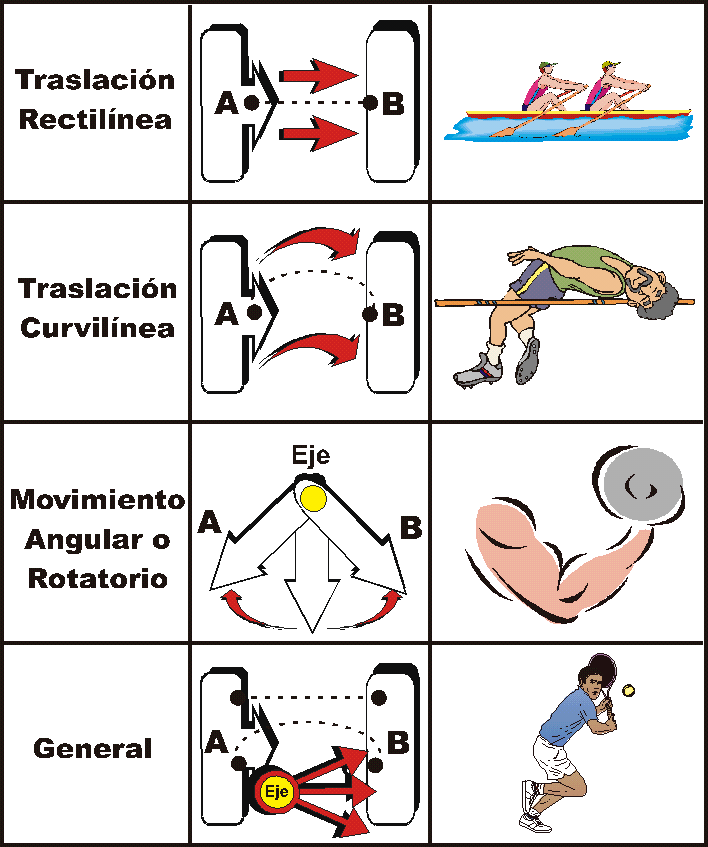 Traslación
Rectilínea
A
B
Traslación
Curvilínea
A
B
Movimiento
Angular o
Rotatorio
Eje
A
B
General
A
B
Eje